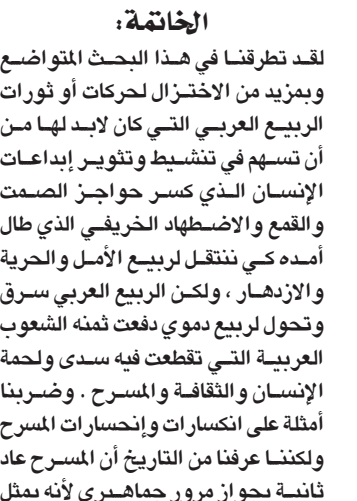 الخاتمة:
لقد تطرقنا في هذا البحث المتواضع
وبمزيد من الاختزال لحركات أو ثورات
الربيع العربي التي كان لابد لها من
أن تسهم في تنشيط وتثوير إبداعات
الإنسان الذي كسر حواجز الصمت
والقمع والاضطهاد الخريفي الذي طال
أمده كي ننتقل لربيع الأمل والحرية
والازدهار ، ولكن الربيع العربي سرق
وتحول لربيع دموي دفعت ثمنه الشعوب
العربية التي تقطعت فيه سدى ولحمة
الإنسان والثقافة والمسرح . وضربنا
أمثلة على انكسارات وإنحسارات المسرح
ولكننا عرفنا من التاريخ أن المسرح عاد
ثانية بجواز مرور جماهيري لأنه يمثل